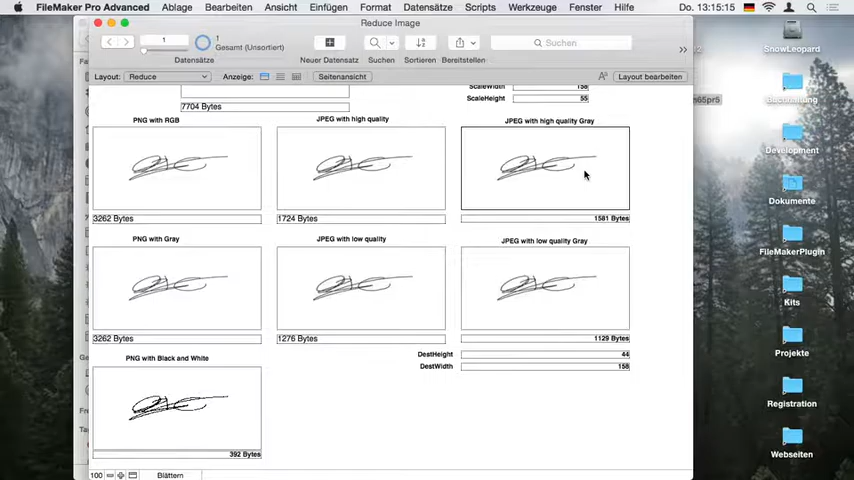 FileMaker Pro Advanced Ablage Bearbeiten Ansicht Einfügen Format Datensätze Scripts Werkzeuge Fenster Hilfe Do. 13:15:15
Reduce Image
1
1
Gesamt (Unsortiert)
Suchen
Datensätze Neuer Datensatz Suchen Sortieren Bereitstellen
Layout: Reduce Anzeige: Seitenansicht Layout bearbeiten
ScaleWidth 158
ScaleHeight 55
7704 Bytes
PNG with RGB
JPEG with high quality
JPEG with high quality Gray
3262 Bytes
1724 Bytes
1581 Bytes
PNG with Gray
JPEG with low quality
JPEG with low quality Gray
3262 Bytes
1276 Bytes
1129 Bytes
DestHeight 44
DestWidth 158
PNG with Black and White
392 Bytes
100 Blättern
SnowLeopard
Buchhaltung
m65pr5
Development
Dokumente
FileMakerPlugin
Kits
Projekte
Registration
Webseiten